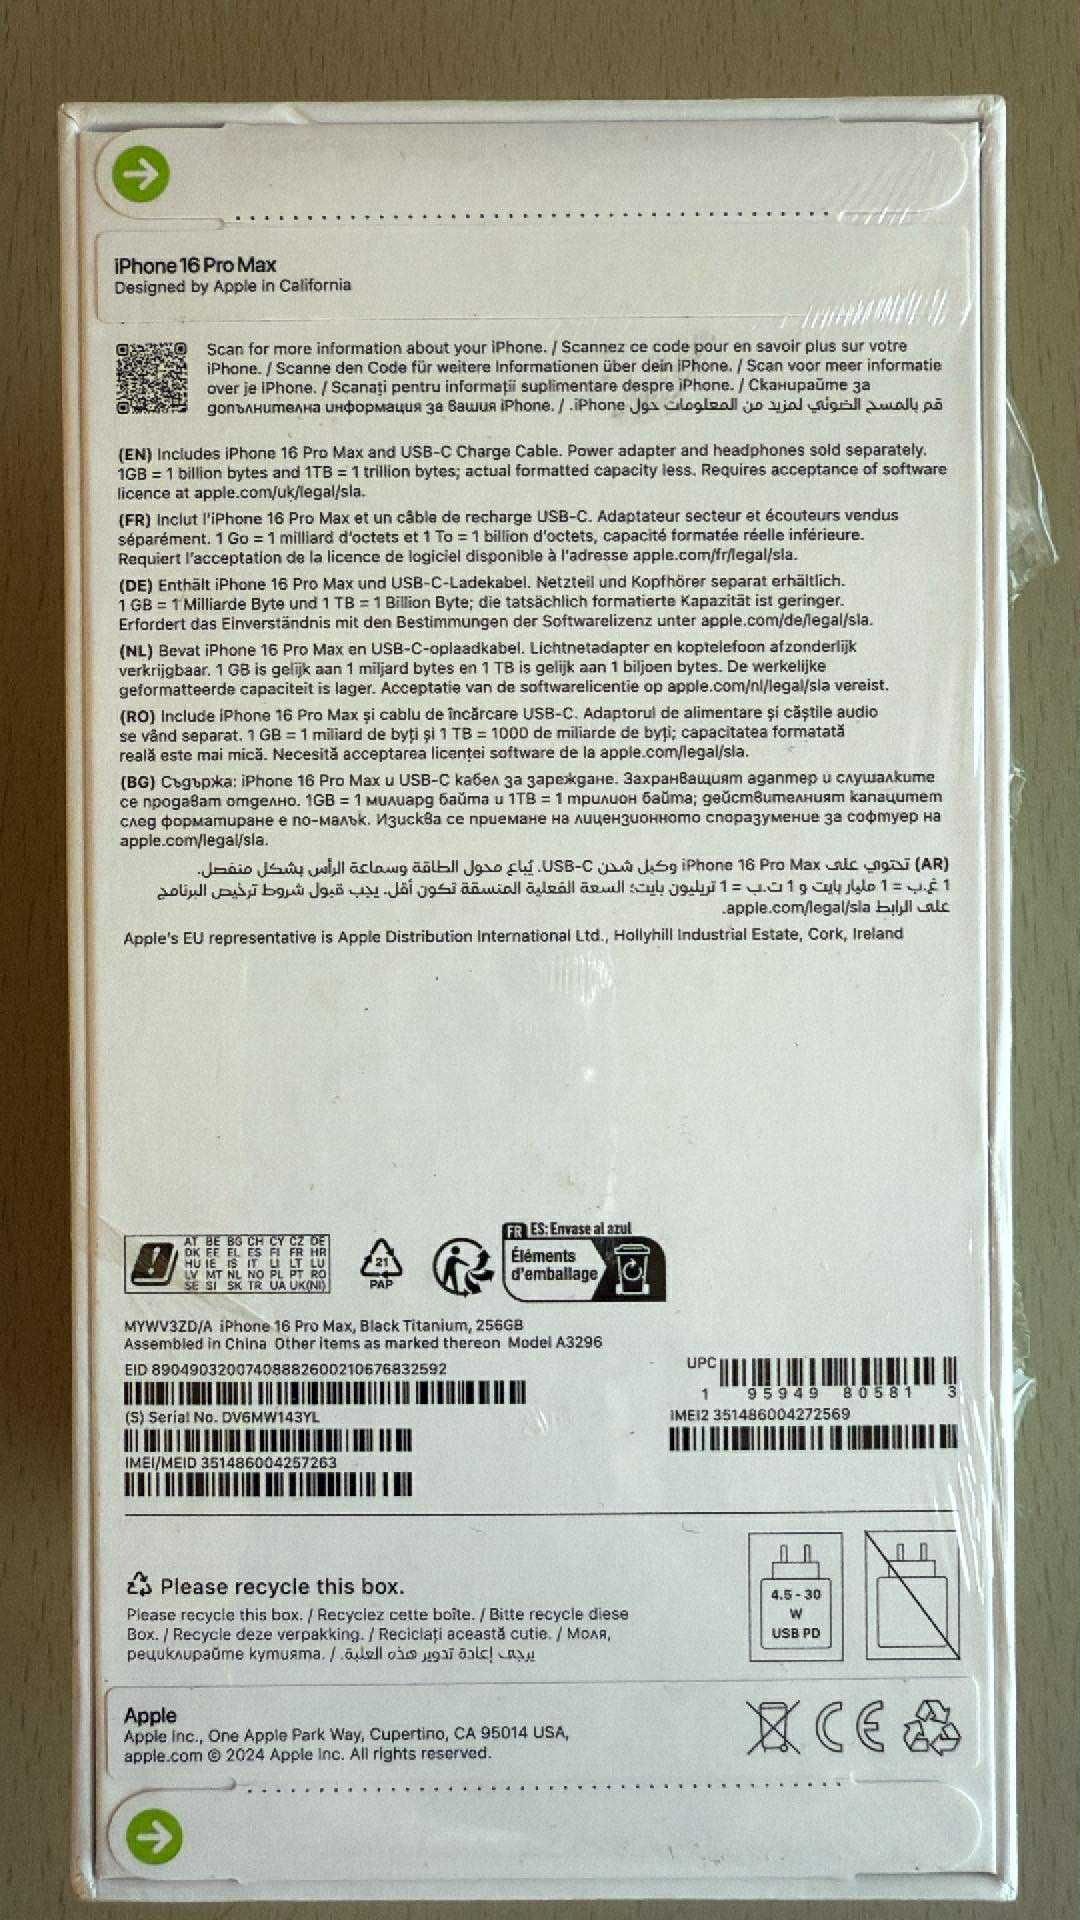 iPhone 16 Pro Max
Designed by Apple in California
Scan for more information about your iPhone. / Scannez ce code pour en savoir plus sur votre
iPhone. / Scanne den Code für weitere Informationen über dein iPhone. / Scan voor meer informatie
over je iPhone. / Scanați pentru informații suplimentare despre iPhone. / Сканирайте за
допълнителна информация за вашия iPhone. / قم بالمسح الضوئي لمزيد من المعلومات حول iPhone.
(EN) Includes iPhone 16 Pro Max and USB-C Charge Cable. Power adapter and headphones sold separately.
1GB = 1 billion bytes and 1TB = 1 trillion bytes; actual formatted capacity less. Requires acceptance of software
licence at apple.com/uk/legal/sla.
(FR) Inclut l'iPhone 16 Pro Max et un câble de recharge USB-C. Adaptateur secteur et écouteurs vendus
séparément. 1 Go = 1 milliard d'octets et 1 To = 1 billion d'octets, capacité formatée réelle inférieure.
Requiert l'acceptation de la licence de logiciel disponible à l'adresse apple.com/fr/legal/sla.
(DE) Enthält iPhone 16 Pro Max und USB-C-Ladekabel. Netzteil und Kopfhörer separat erhältlich.
1 GB = 1 Milliarde Byte und 1 TB = 1 Billion Byte; die tatsächlich formatierte Kapazität ist geringer.
Erfordert das Einverständnis mit den Bestimmungen der Softwarelizenz unter apple.com/de/legal/sla.
(NL) Bevat iPhone 16 Pro Max en USB-C-oplaadkabel. Lichtnetadapter en koptelefoon afzonderlijk
verkrijgbaar. 1 GB is gelijk aan 1 miljard bytes en 1 TB is gelijk aan 1 biljoen bytes. De werkelijke
geformatteerde capaciteit is lager. Acceptatie van de softwarelicentie op apple.com/nl/legal/sla vereist.
(RO) Include iPhone 16 Pro Max și cablu de încărcare USB-C. Adaptorul de alimentare și căștile audio
se vând separat. 1 GB = 1 miliard de byți și 1 TB = 1000 de miliarde de byți; capacitatea formatată
reală este mai mică. Necesită acceptarea licenței software de la apple.com/legal/sla.
(BG) Съдържа: iPhone 16 Pro Max и USB-C кабел за зареждане. Захранващият адаптер и слушалките
се продават отделно. 1GB = 1 милиард байта и 1TB = 1 трилион байта; действителният капацитет
след форматиране е по-малък. Изисква се приемане на лицензионното споразумение за софтуер на
apple.com/legal/sla.
(AR) تحتوي على iPhone 16 Pro Max وكبل شحن USB-C. يُباع محول الطاقة وسماعة الرأس بشكل منفصل.
1 غ.ب = 1 مليار بايت و 1 ت.ب = 1 تريليون بايت؛ السعة الفعلية المنسقة تكون أقل. يجب قبول شروط ترخيص البرنامج
على الرابط apple.com/legal/sla.
Apple's EU representative is Apple Distribution International Ltd., Hollyhill Industrial Estate, Cork, Ireland
AT BE BG CH CY CZ DE
DK EE EL ES FI FR HR
HU IE IS IT LI LT LU
LV MT NL NO PL PT RO
SE SI SK TR UA UK(NI)
21
PAP
FR ES: Envase al azul
Éléments
d'emballage
MYWV3ZD/A iPhone 16 Pro Max, Black Titanium, 256GB
Assembled in China Other items as marked thereon Model A3296
EID 89049032007408882600210676832592
UPC
1 95949 80581 3
(S) Serial No. DV6MW143YL
IMEI2 351486004272569
IMEI/MEID 351486004257263
Please recycle this box.
Please recycle this box. / Recyclez cette boîte. / Bitte recycle diese
Box. / Recycle deze verpakking. / Reciclați această cutie. / Моля,
рециклирайте кутията. / يرجى إعادة تدوير هذه العلبة.
4.5 - 30
W
USB PD
Apple
Apple Inc., One Apple Park Way, Cupertino, CA 95014 USA,
apple.com © 2024 Apple Inc. All rights reserved.
CE